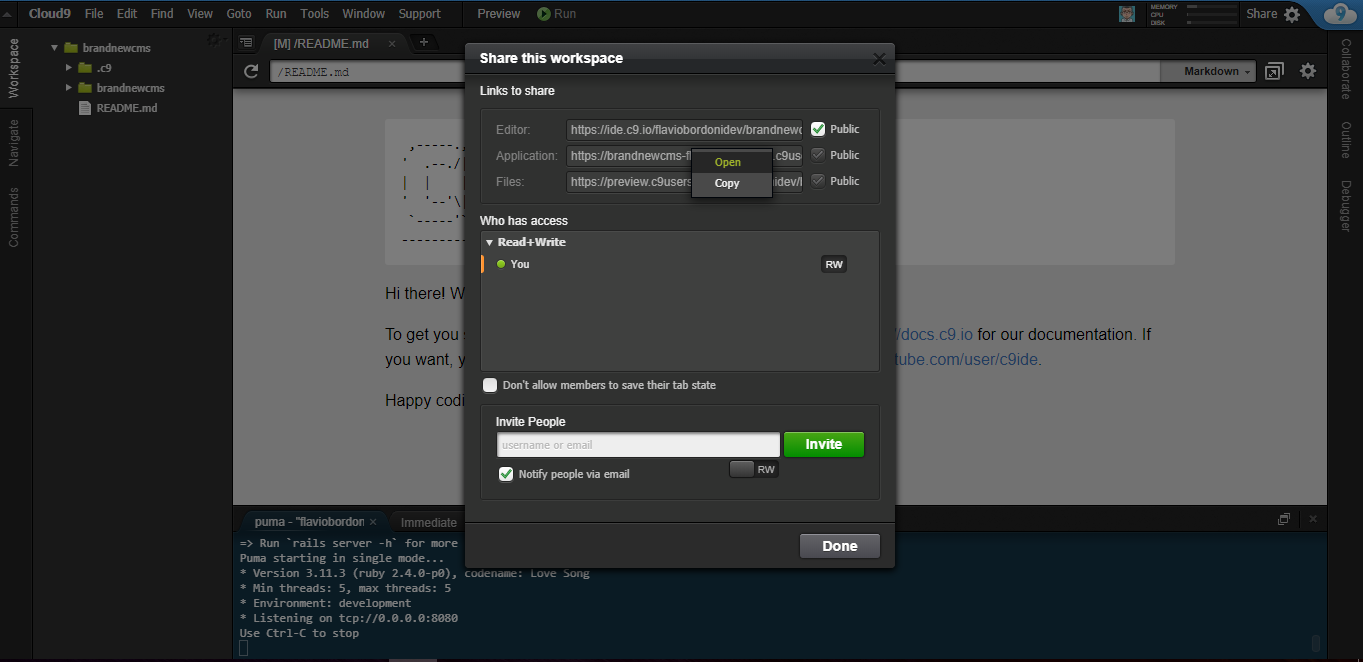 Cloud9 File Edit Find View Goto Run Tools Window Support Preview Run MEMORY CPU DISK Share 9
Workspace
Navigate
Commands
brandnewcms
.c9
brandnewcms
README.md
[M] /README.md × +
/README.md Markdown
Share this workspace
Links to share
Editor: https://ide.c9.io/flaviobordonidev/brandnewc Public
Application: https://brandnewcms-fl .c9us Public
Files: https://preview.c9users idev/ Public
Open
Copy
Who has access
Read+Write
You RW
Don't allow members to save their tab state
Invite People
username or email Invite
Notify people via email RW
Done
Hi there! W
To get you /docs.c9.io for our documentation. If
you want, y tube.com/user/c9ide.
Happy codi
Collaborate
Outline
Debugger
puma - "flaviobordon × Immediate
=> Run `rails server -h` for more
Puma starting in single mode...
* Version 3.11.3 (ruby 2.4.0-p0), codename: Love Song
* Min threads: 5, max threads: 5
* Environment: development
* Listening on tcp://0.0.0.0:8080
Use Ctrl-C to stop